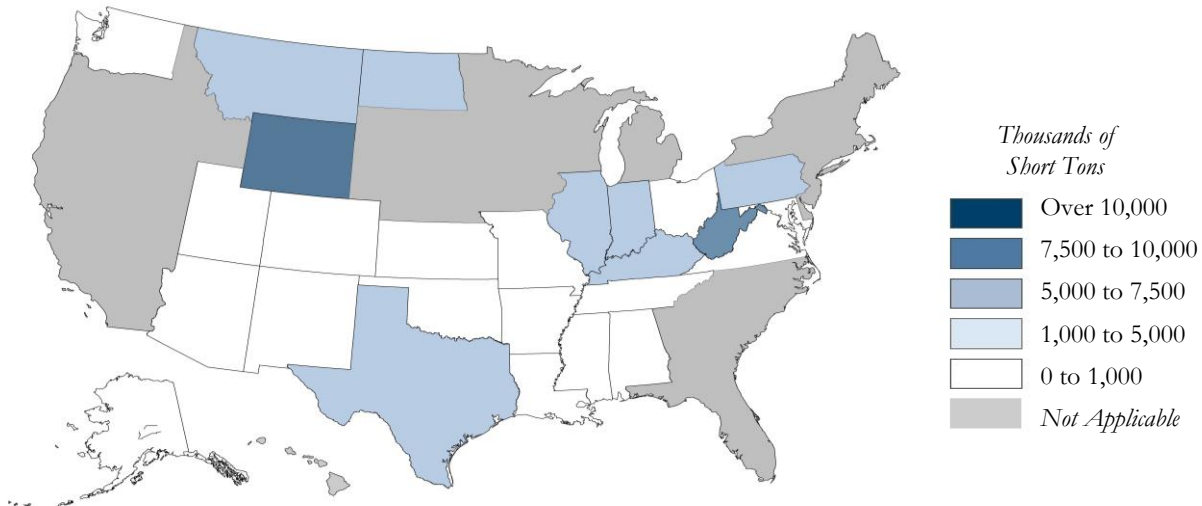 Thousands of
Short Tons
Over 10,000
7,500 to 10,000
5,000 to 7,500
1,000 to 5,000
0 to 1,000
Not Applicable